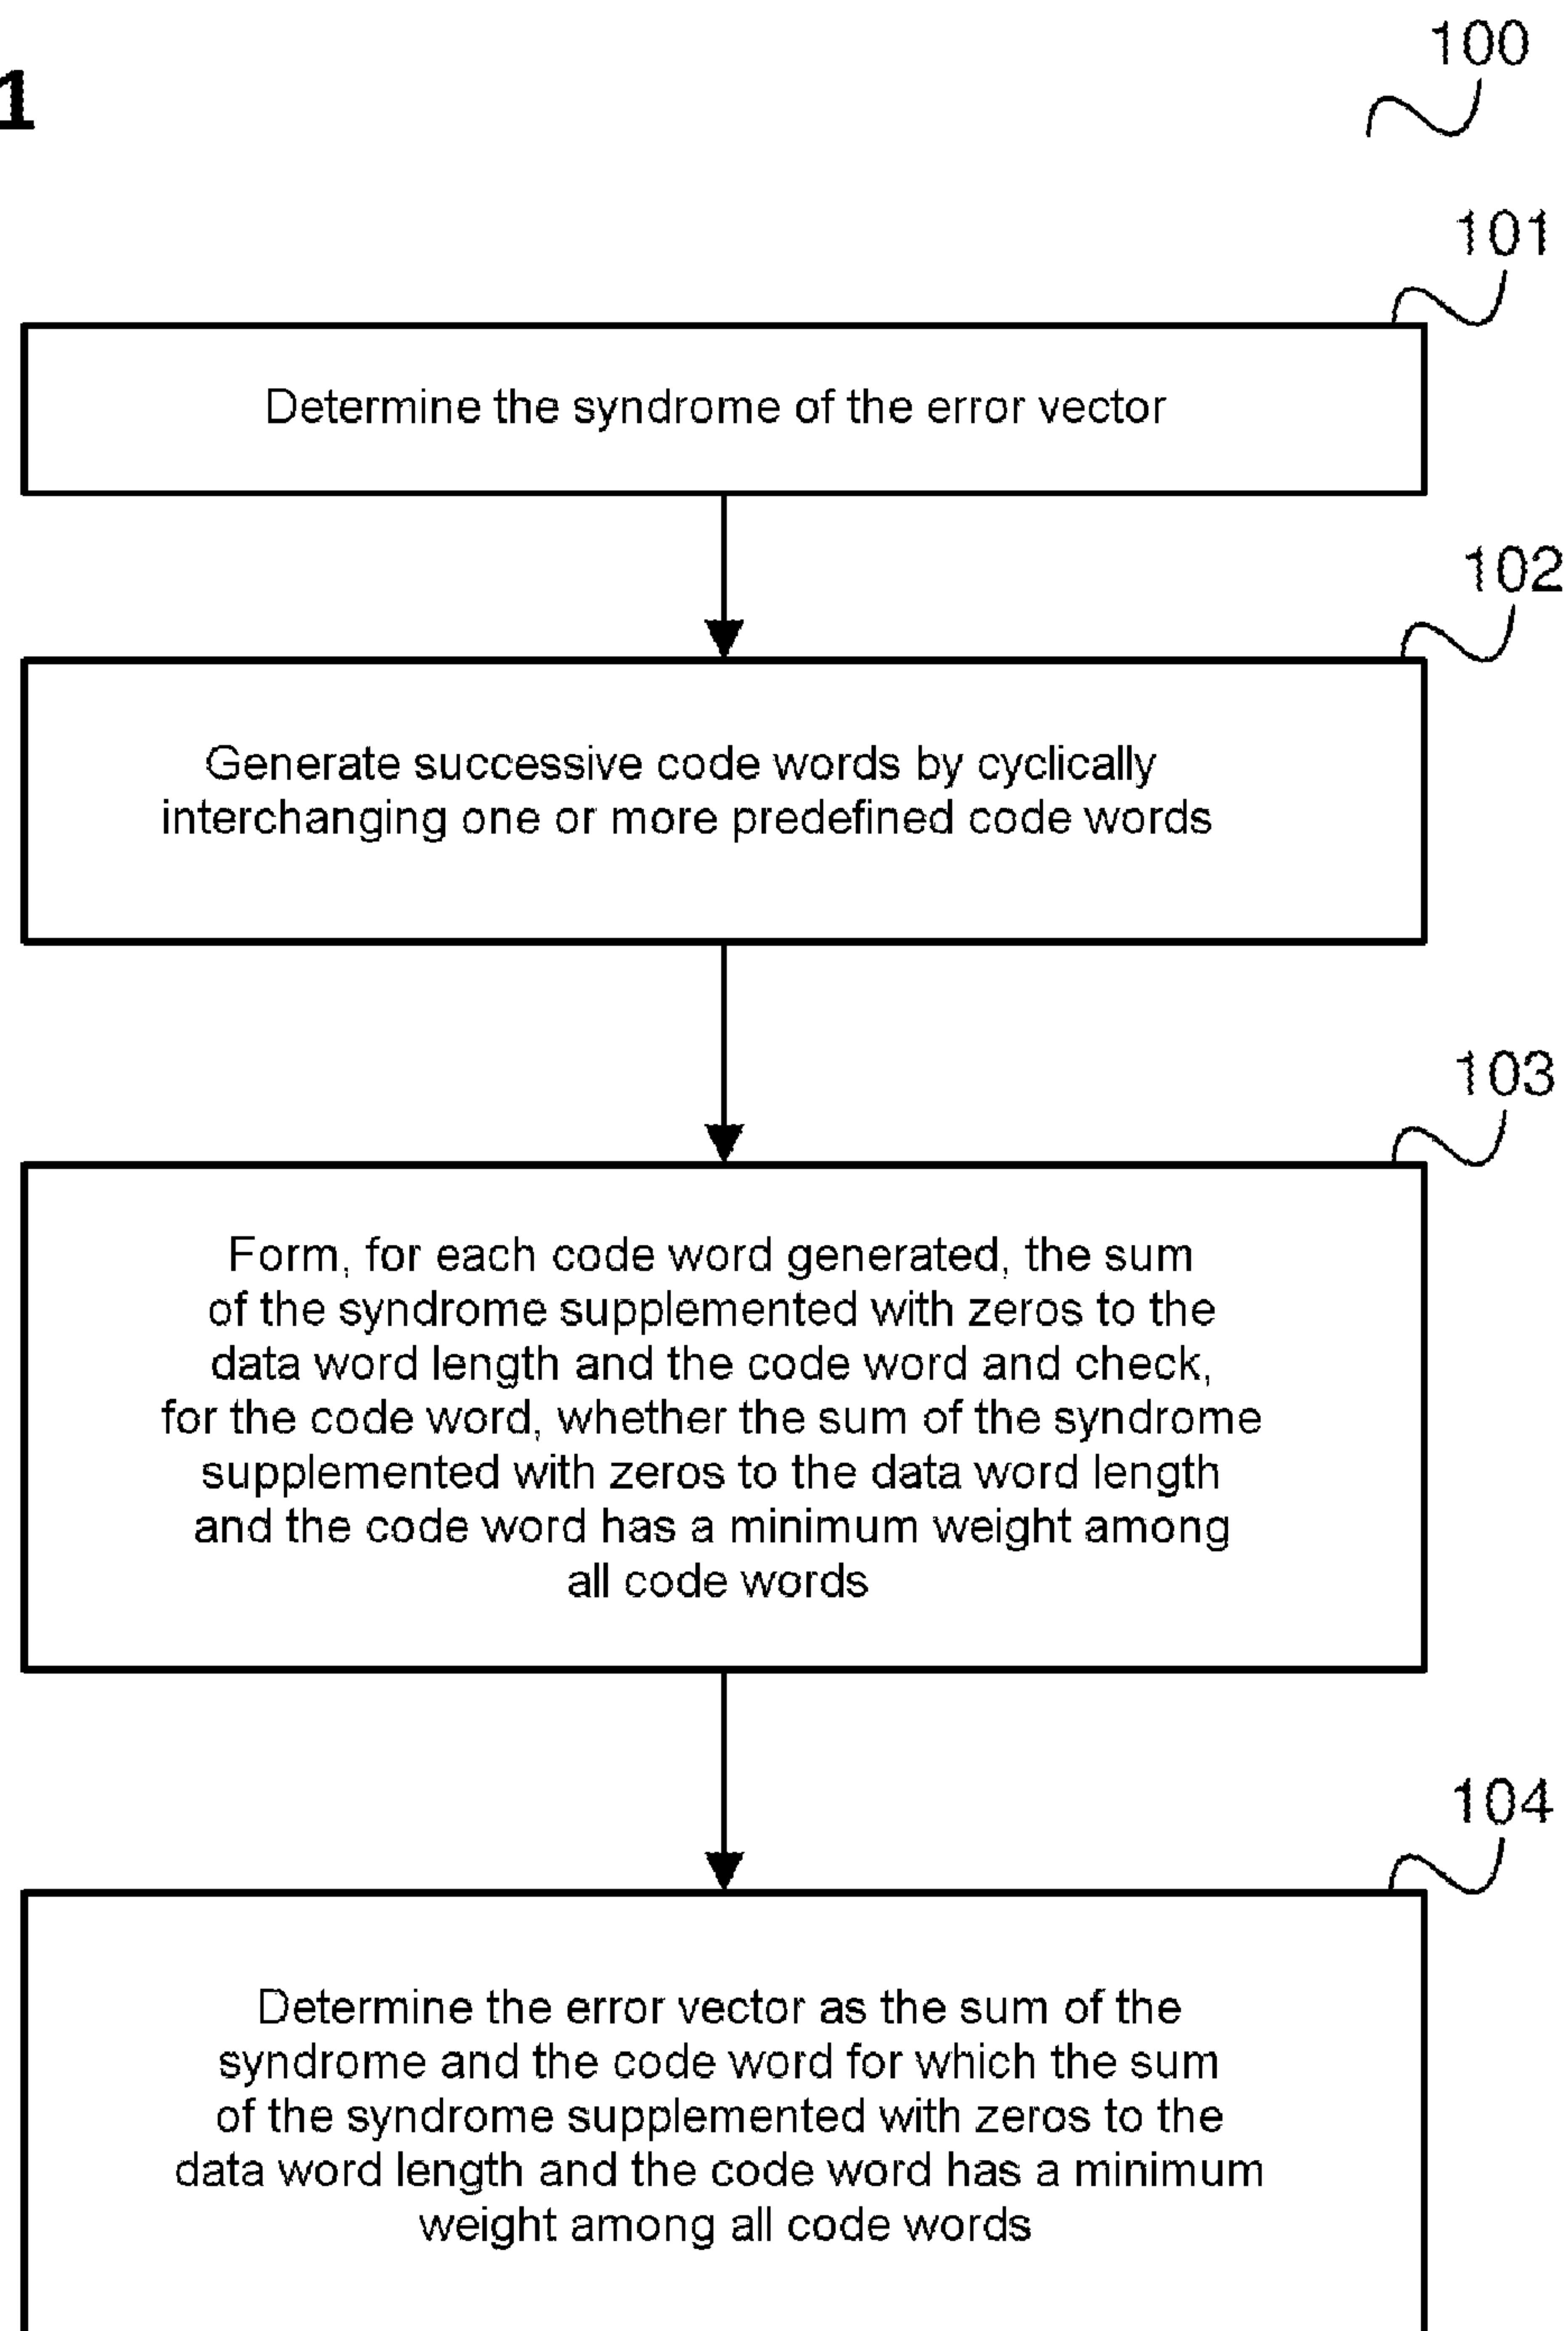 1
100
101
Determine the syndrome of the error vector
102
Generate successive code words by cyclically
interchanging one or more predefined code words
103
Form, for each code word generated, the sum
of the syndrome supplemented with zeros to the
data word length and the code word and check,
for the code word, whether the sum of the syndrome
supplemented with zeros to the data word length
and the code word has a minimum weight among
all code words
104
Determine the error vector as the sum of the
syndrome and the code word for which the sum
of the syndrome supplemented with zeros to the
data word length and the code word has a minimum
weight among all code words